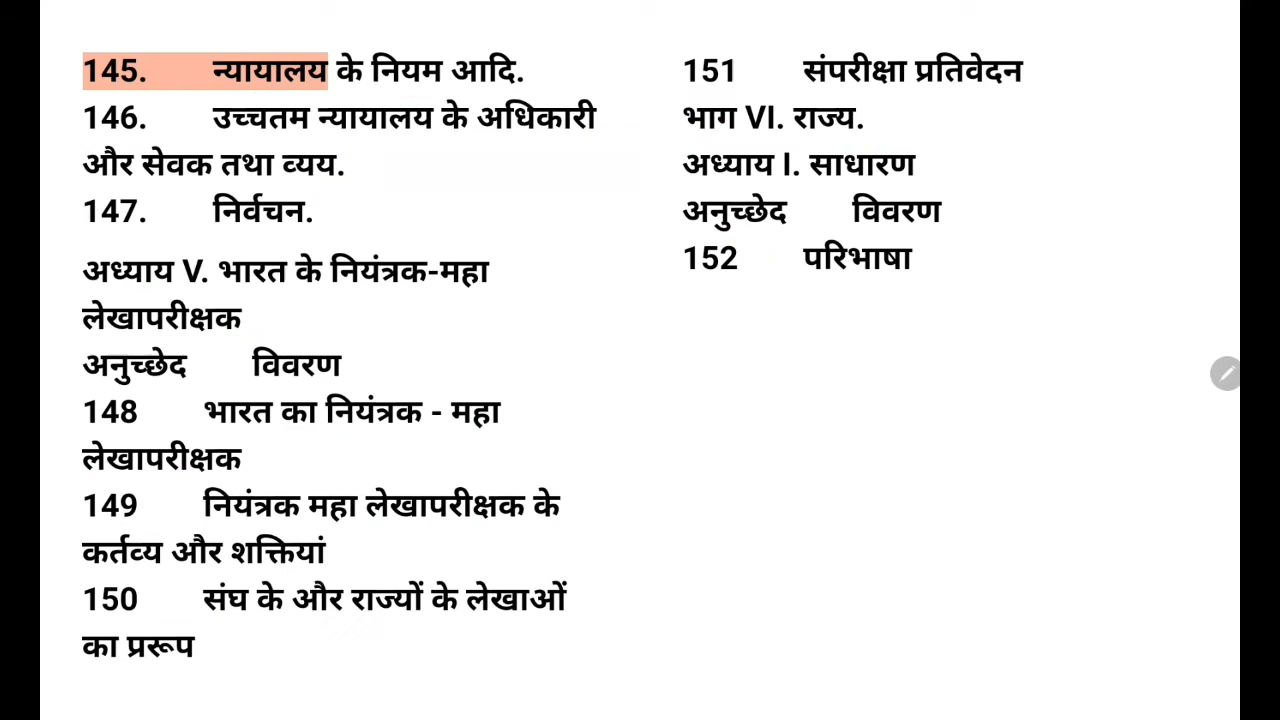 145. न्यायालय के नियम आदि.
146. उच्चतम न्यायालय के अधिकारी
और सेवक तथा व्यय.
147. निर्वचन.
अध्याय V. भारत के नियंत्रक-महा
लेखापरीक्षक
अनुच्छेद विवरण
148 भारत का नियंत्रक - महा
लेखापरीक्षक
149 नियंत्रक महा लेखापरीक्षक के
कर्तव्य और शक्तियां
150 संघ के और राज्यों के लेखाओं
का प्ररूप
151 संपरीक्षा प्रतिवेदन
भाग VI. राज्य.
अध्याय I. साधारण
अनुच्छेद विवरण
152 परिभाषा